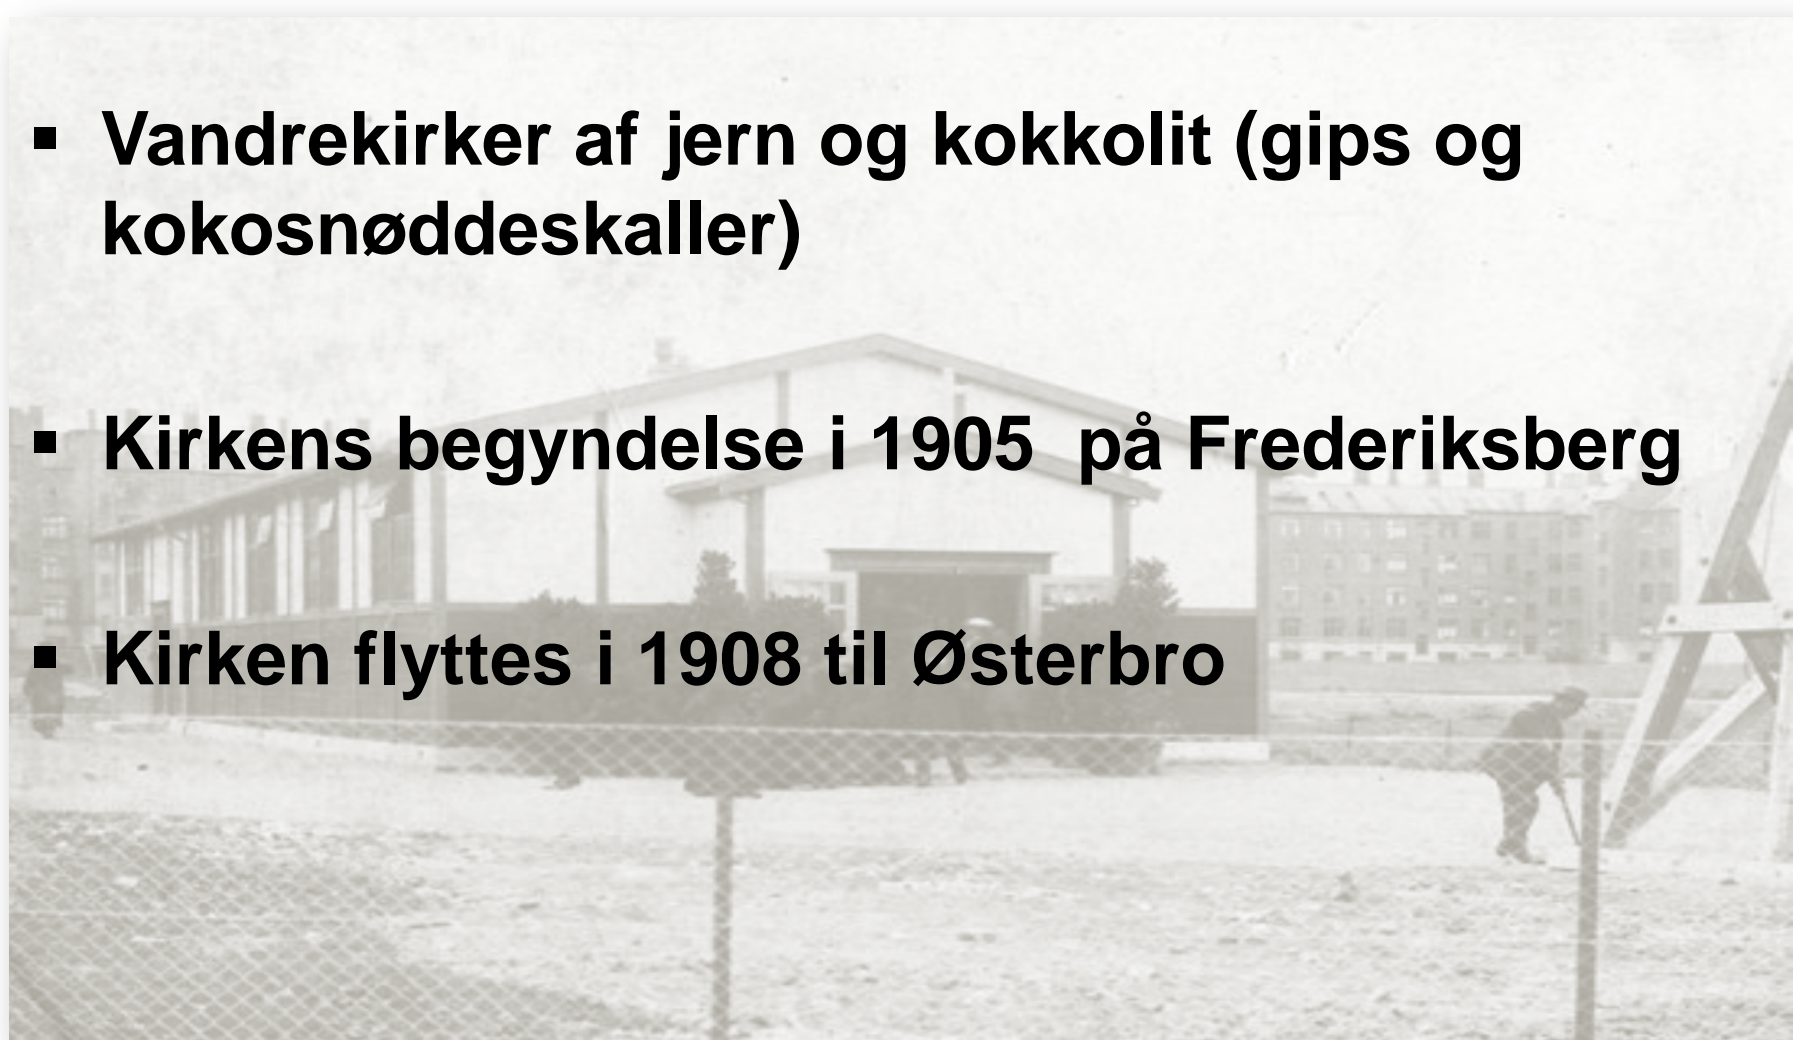 ▪ Vandrekirker af jern og kokkolit (gips og
kokosnøddeskaller)
▪ Kirkens begyndelse i 1905  på Frederiksberg
▪ Kirken flyttes i 1908 til Østerbro